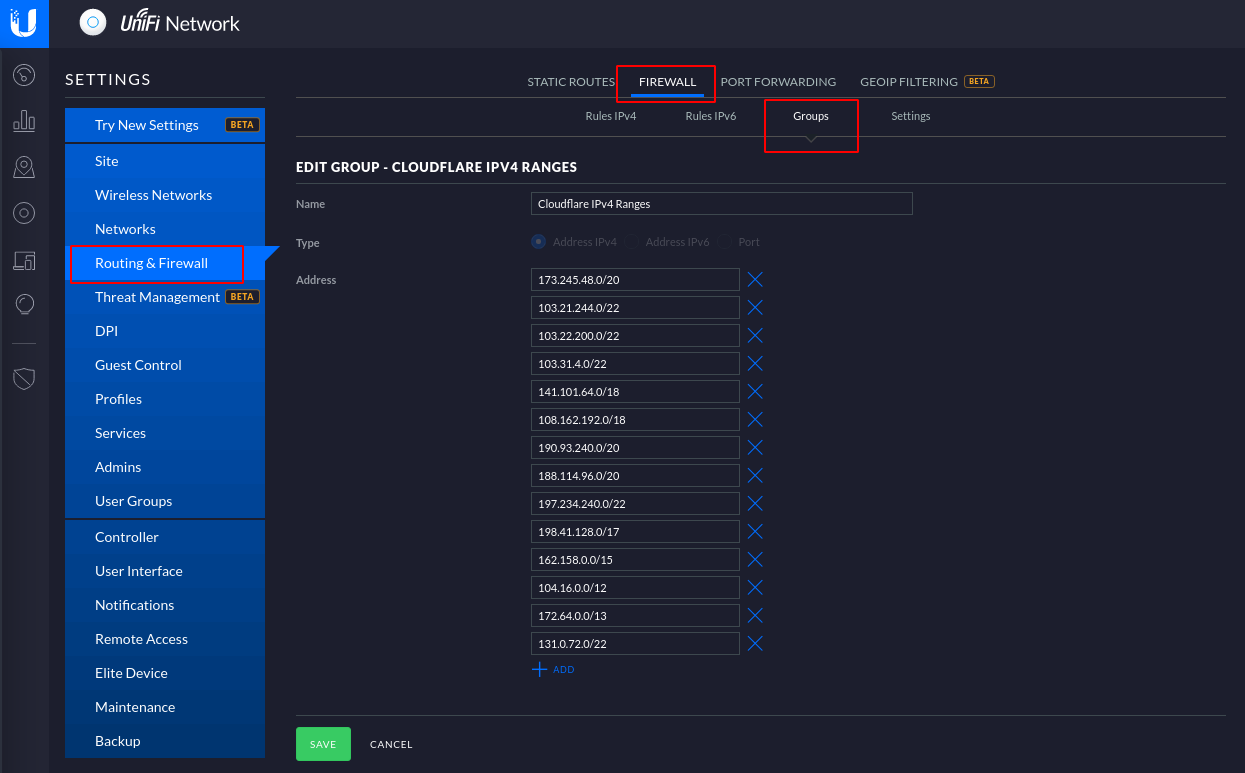 UniFi Network
SETTINGS
Try New Settings BETA
Site
Wireless Networks
Networks
Routing & Firewall
Threat Management BETA
DPI
Guest Control
Profiles
Services
Admins
User Groups
Controller
User Interface
Notifications
Remote Access
Elite Device
Maintenance
Backup
STATIC ROUTES FIREWALL PORT FORWARDING GEOIP FILTERING BETA
Rules IPv4 Rules IPv6 Groups Settings
EDIT GROUP - CLOUDFLARE IPV4 RANGES
Name Cloudflare IPv4 Ranges
Type Address IPv4 Address IPv6 Port
Address 173.245.48.0/20
103.21.244.0/22
103.22.200.0/22
103.31.4.0/22
141.101.64.0/18
108.162.192.0/18
190.93.240.0/20
188.114.96.0/20
197.234.240.0/22
198.41.128.0/17
162.158.0.0/15
104.16.0.0/12
172.64.0.0/13
131.0.72.0/22
ADD
SAVE CANCEL